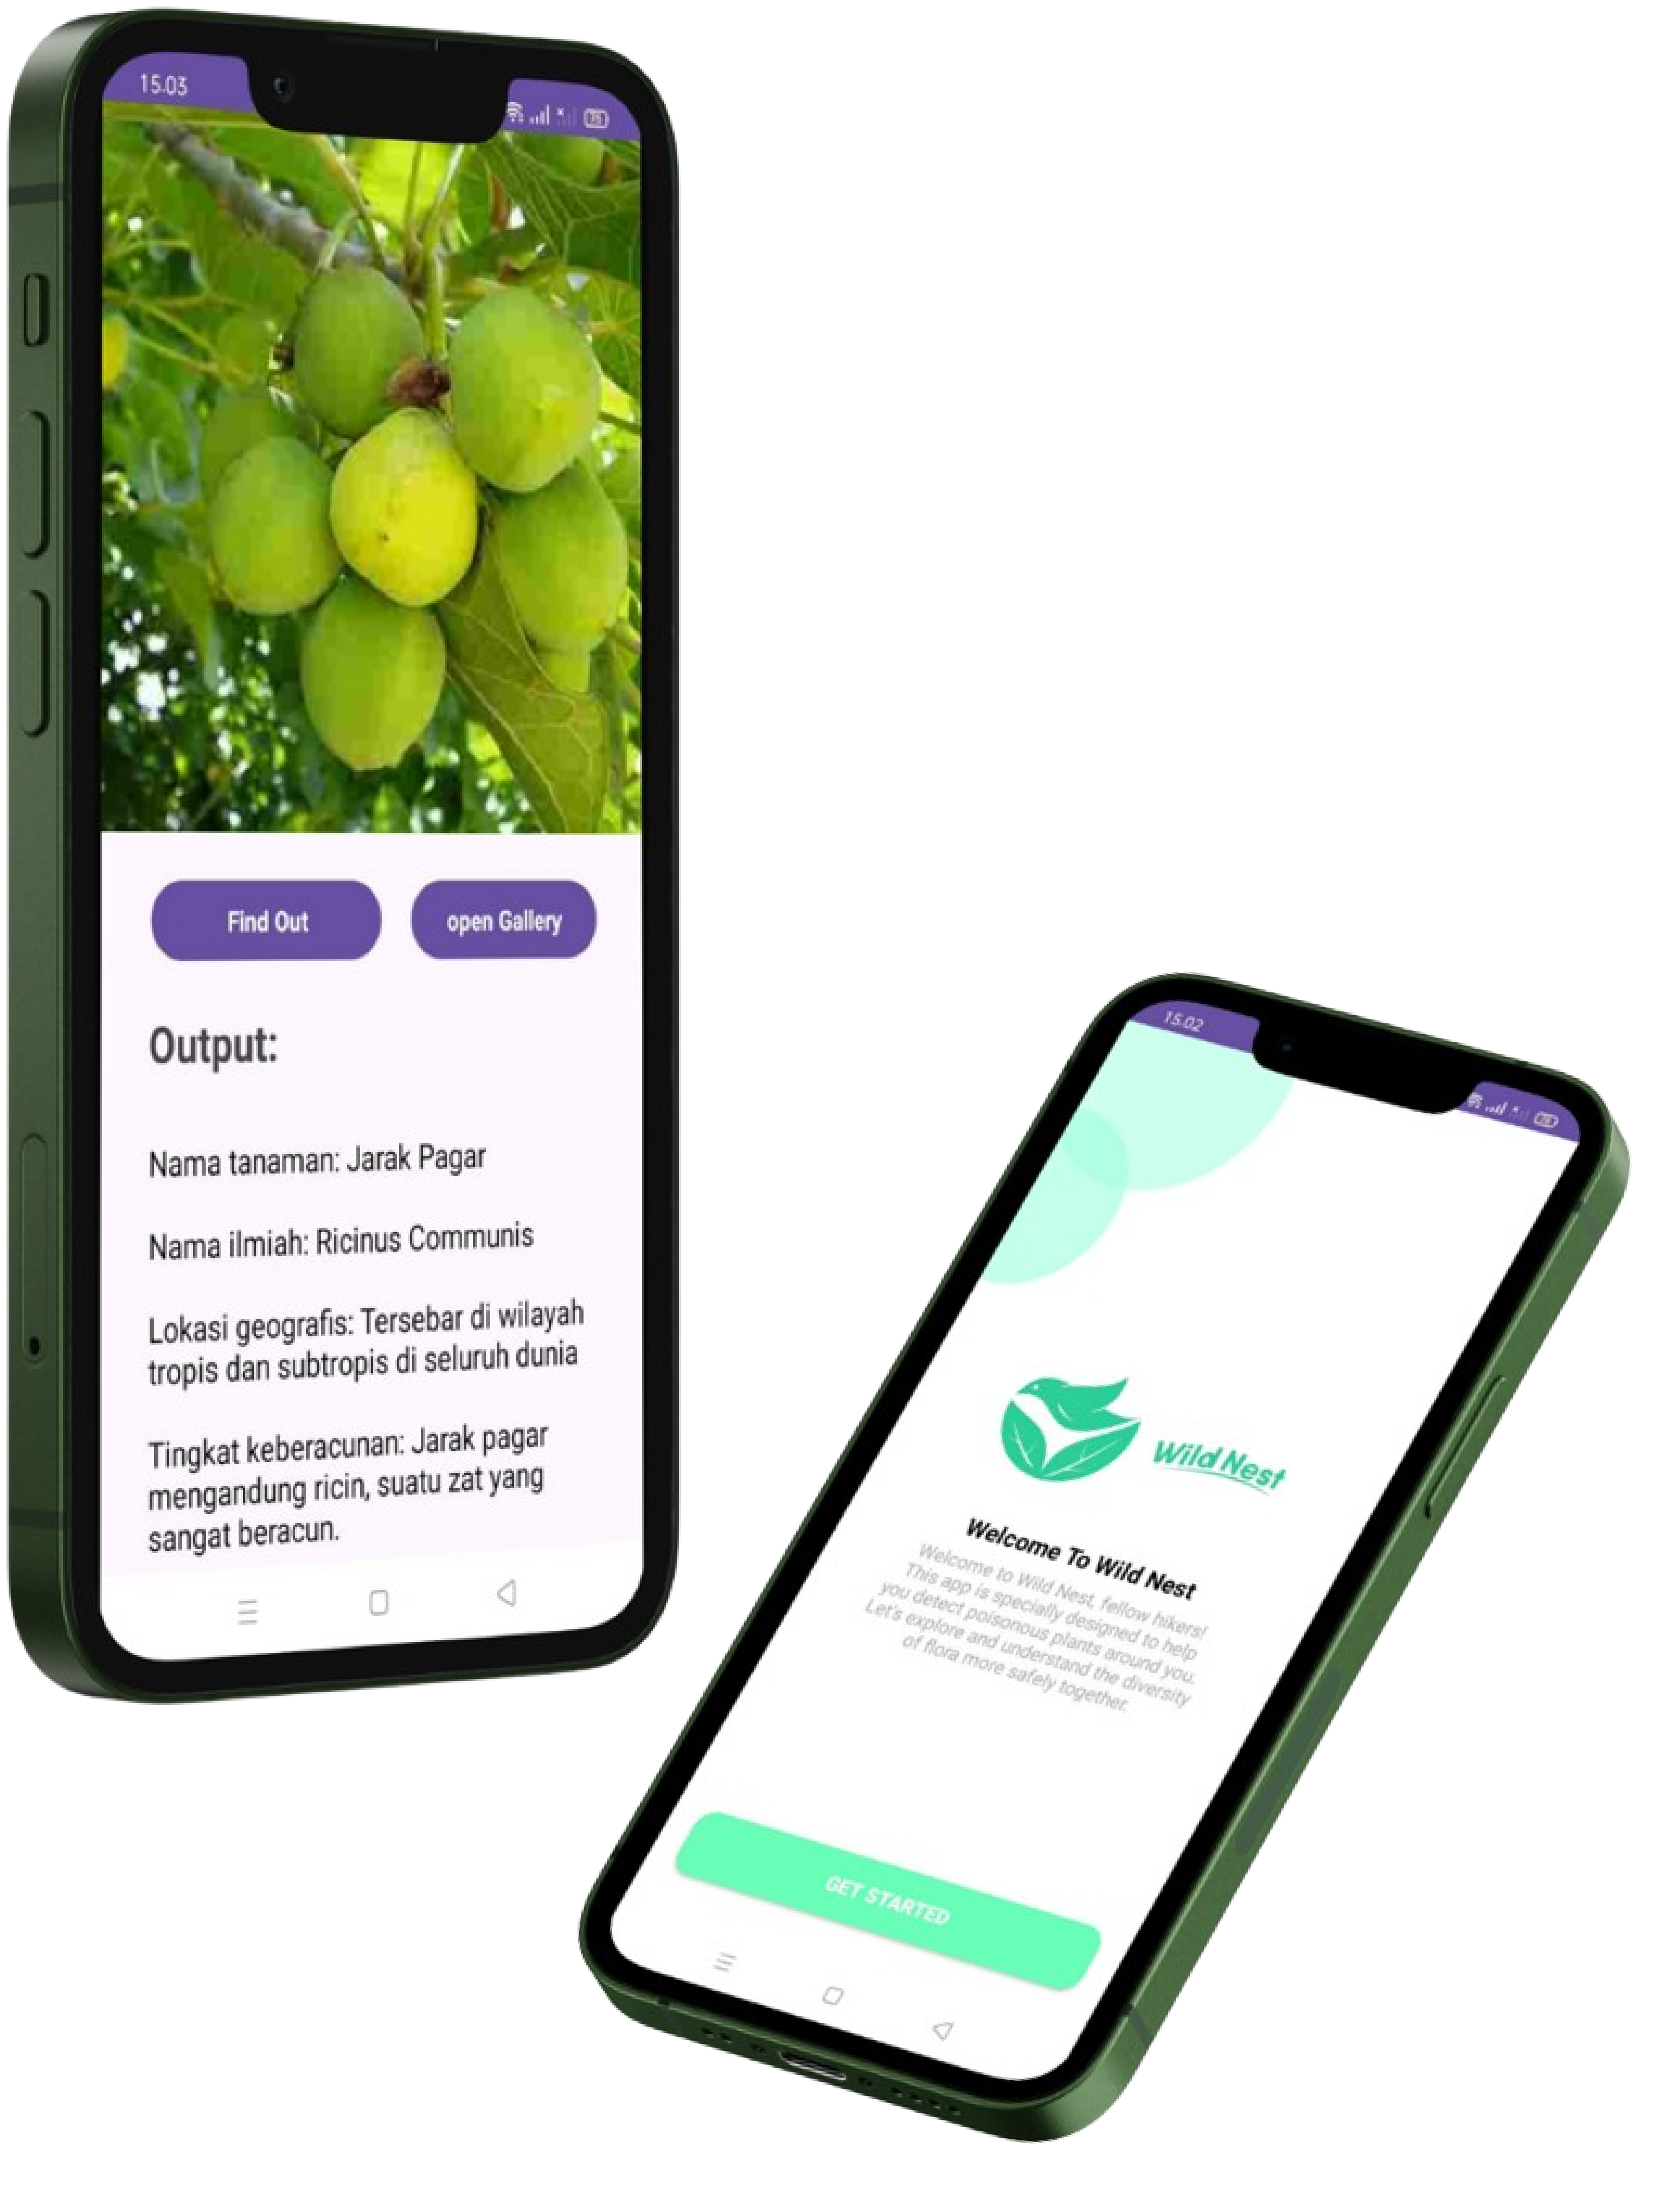 15.03
Find Out
open Gallery
Output:
Nama tanaman: Jarak Pagar
Nama ilmiah: Ricinus Communis
Lokasi geografis: Tersebar di wilayah
tropis dan subtropis di seluruh dunia
Tingkat keberacunan: Jarak pagar
mengandung ricin, suatu zat yang
sangat beracun.
15.02
Wild Nest
Welcome To Wild Nest
Welcome to Wild Nest, fellow hikers!
This app is specially designed to help
you detect poisonous plants around you.
Let's explore and understand the diversity
of flora more safely together.
GET STARTED